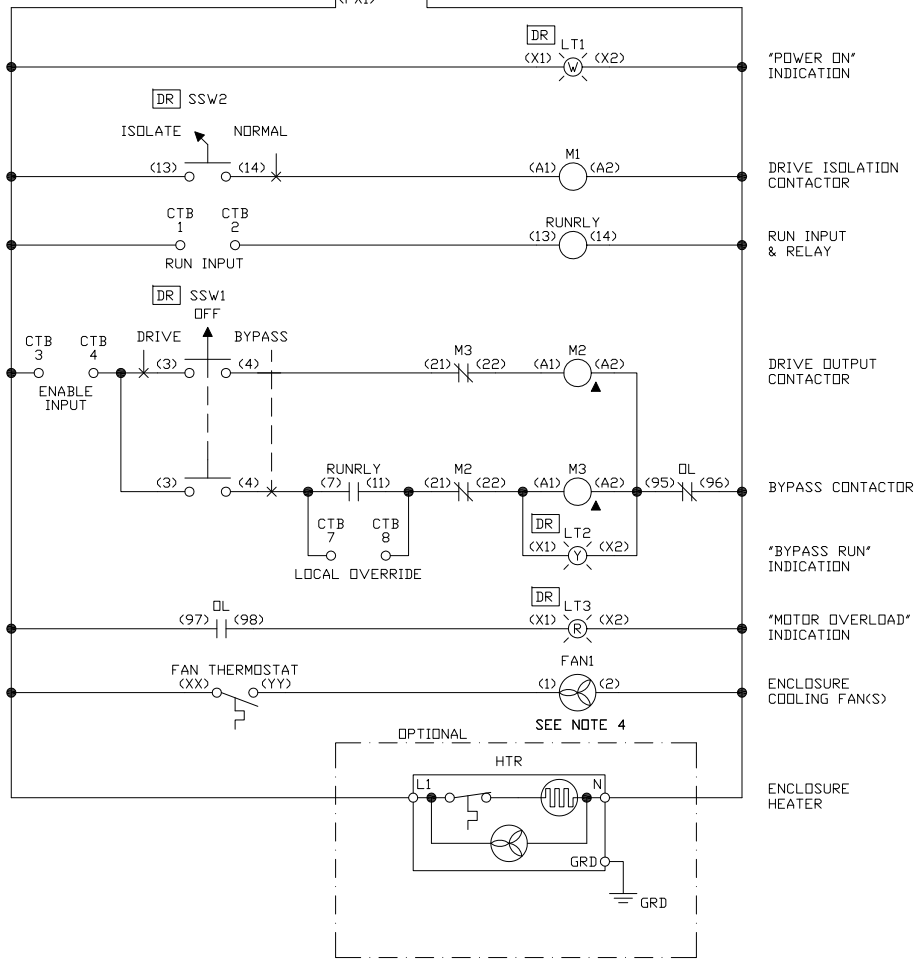 (PX1)
DR LT1
(X1) W (X2)
"POWER ON"
INDICATION
DR SSW2
ISOLATE NORMAL
(13) (14)
M1
(A1) (A2)
DRIVE ISOLATION
CONTACTOR
CTB CTB
1 2
RUN INPUT
RUNRLY
(13) (14)
RUN INPUT
& RELAY
DR SSW1
OFF
DRIVE BYPASS
CTB CTB
3 4
ENABLE
INPUT
(3) (4)
M3
(21) (22)
M2
(A1) (A2)
DRIVE OUTPUT
CONTACTOR
(3) (4)
RUNRLY
(7) (11)
M2
(21) (22)
M3
(A1) (A2)
OL
(95) (96)
BYPASS CONTACTOR
CTB CTB
7 8
LOCAL OVERRIDE
DR LT2
(X1) Y (X2)
"BYPASS RUN"
INDICATION
OL
(97) (98)
DR LT3
(X1) R (X2)
"MOTOR OVERLOAD"
INDICATION
FAN THERMOSTAT
(XX) (YY)
FAN1
(1) (2)
SEE NOTE 4
ENCLOSURE
COOLING FAN(S)
OPTIONAL
HTR
L1 N
GRD
GRD
ENCLOSURE
HEATER